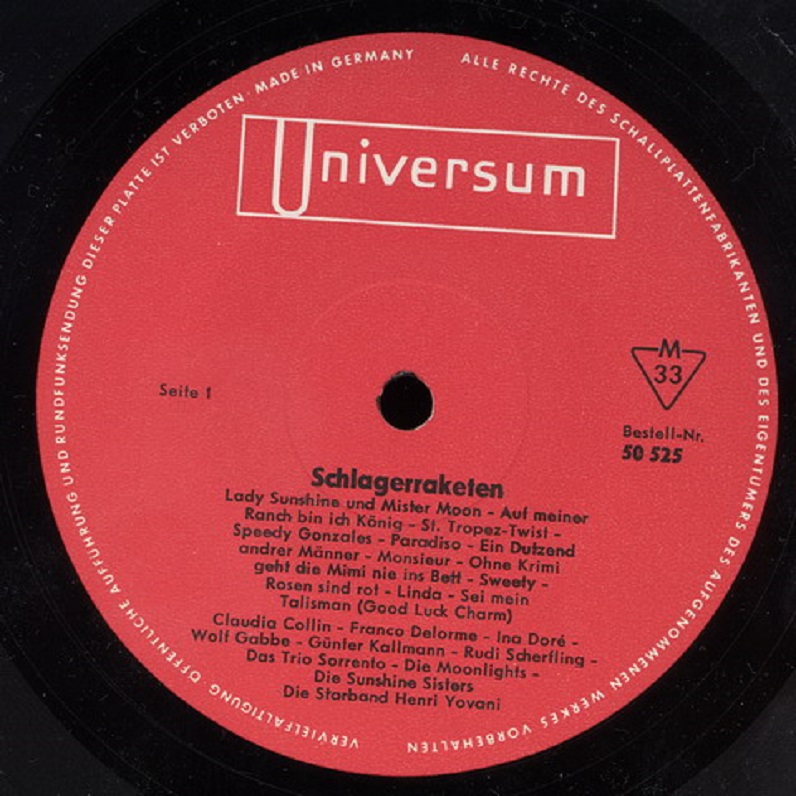 ALLE RECHTE DES SCHALLPLATTENFABRIKANTEN UND DES EIGENTUMERS DES AUFGENOMMENEN WERKES VORBEHALTEN
VERVIELFALTIGUNG ÖFFENTLICHE AUFFUHRUNG UND RUNDFUNKSENDUNG DIESER PLATTE IST VERBOTEN · MADE IN GERMANY
Universum
M
33
Seite 1
Bestell-Nr.
50 525
Schlagerraketen
Lady Sunshine und Mister Moon - Auf meiner
Ranch bin ich König - St. Tropez-Twist -
Speedy Gonzales - Paradiso - Ein Dutzend
andrer Männer - Monsieur - Ohne Krimi
geht die Mimi nie ins Bett - Sweety -
Rosen sind rot - Linda - Sei mein
Talisman (Good Luck Charm)
Claudia Collin - Franco Delorme - Ina Doré -
Wolf Gabbe - Günter Kallmann - Rudi Scherfling -
Das Trio Sorrento - Die Moonlights -
Die Sunshine Sisters
Die Starband Henri Yovani